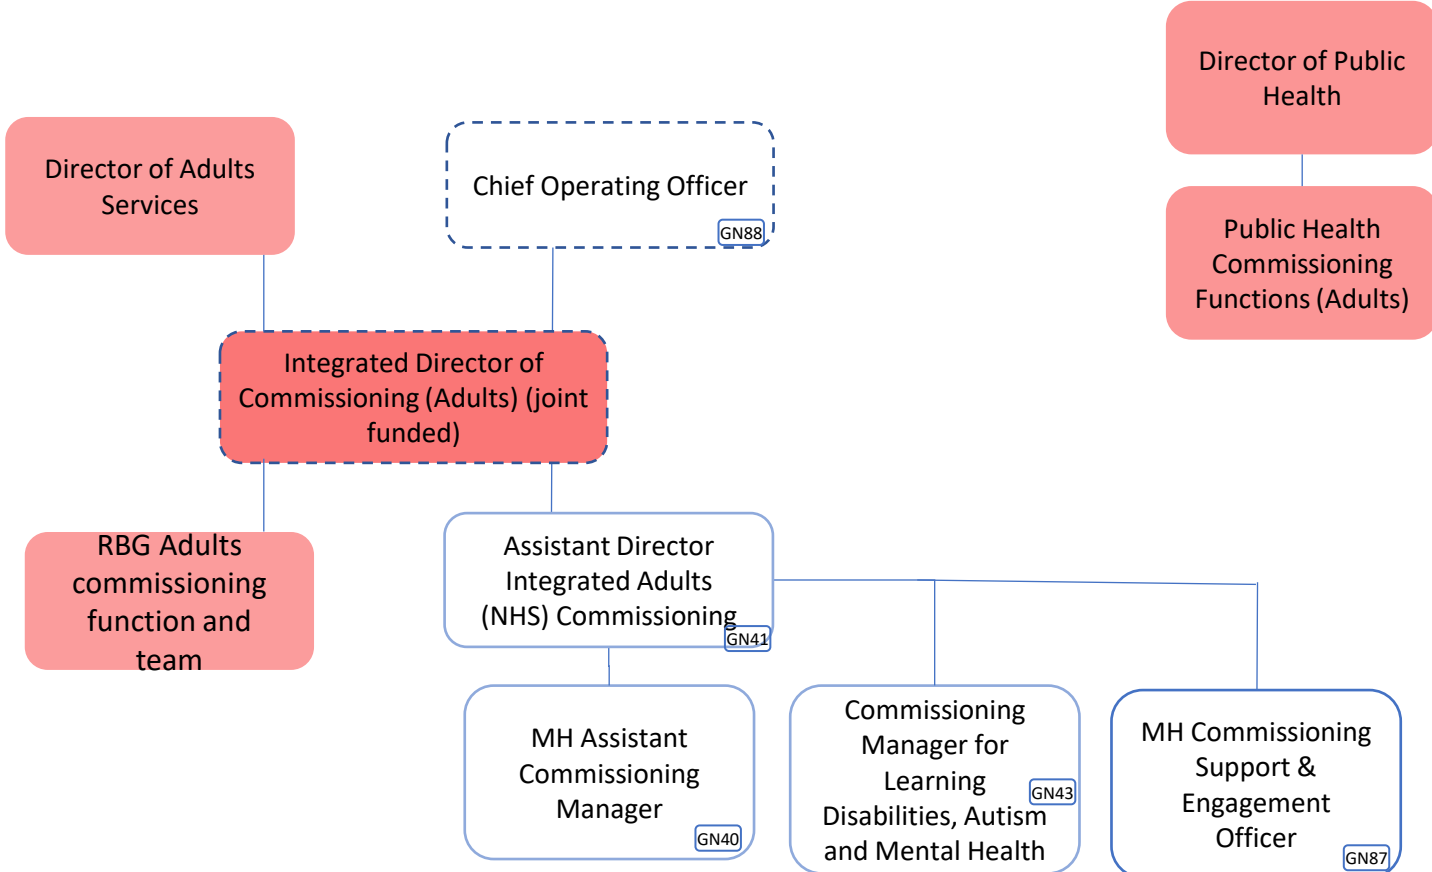 Director of Public
Health
Director of Adults
Services
Chief Operating Officer
GN88
Public Health
Commissioning
Functions (Adults)
Integrated Director of
Commissioning (Adults) (joint
funded)
RBG Adults
commissioning
function and
team
Assistant Director
Integrated Adults
(NHS) Commissioning
GN41
MH Assistant
Commissioning
Manager
GN40
Commissioning
Manager for
Learning
Disabilities, Autism
and Mental Health
GN43
MH Commissioning
Support &
Engagement
Officer
GN87